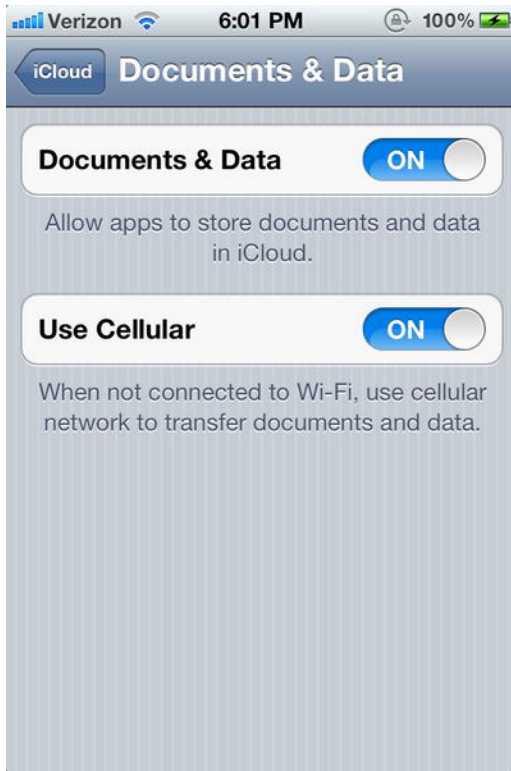 Verizon 6:01 PM 100%
iCloud Documents & Data
Documents & Data ON
Allow apps to store documents and data
in iCloud.
Use Cellular ON
When not connected to Wi-Fi, use cellular
network to transfer documents and data.